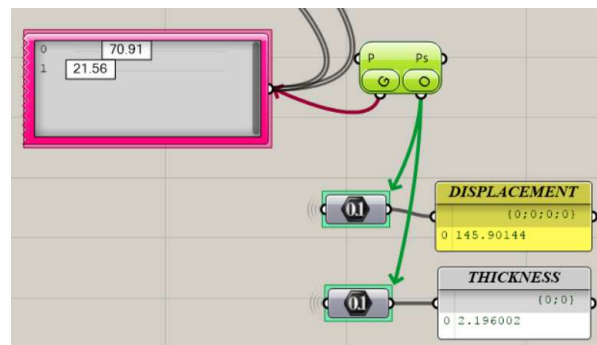 0 70.91
1 21.56
P Ps
G O
0.1
DISPLACEMENT
{0;0;0;0}
0 145.90144
0.1
THICKNESS
{0;0}
0 2.196002